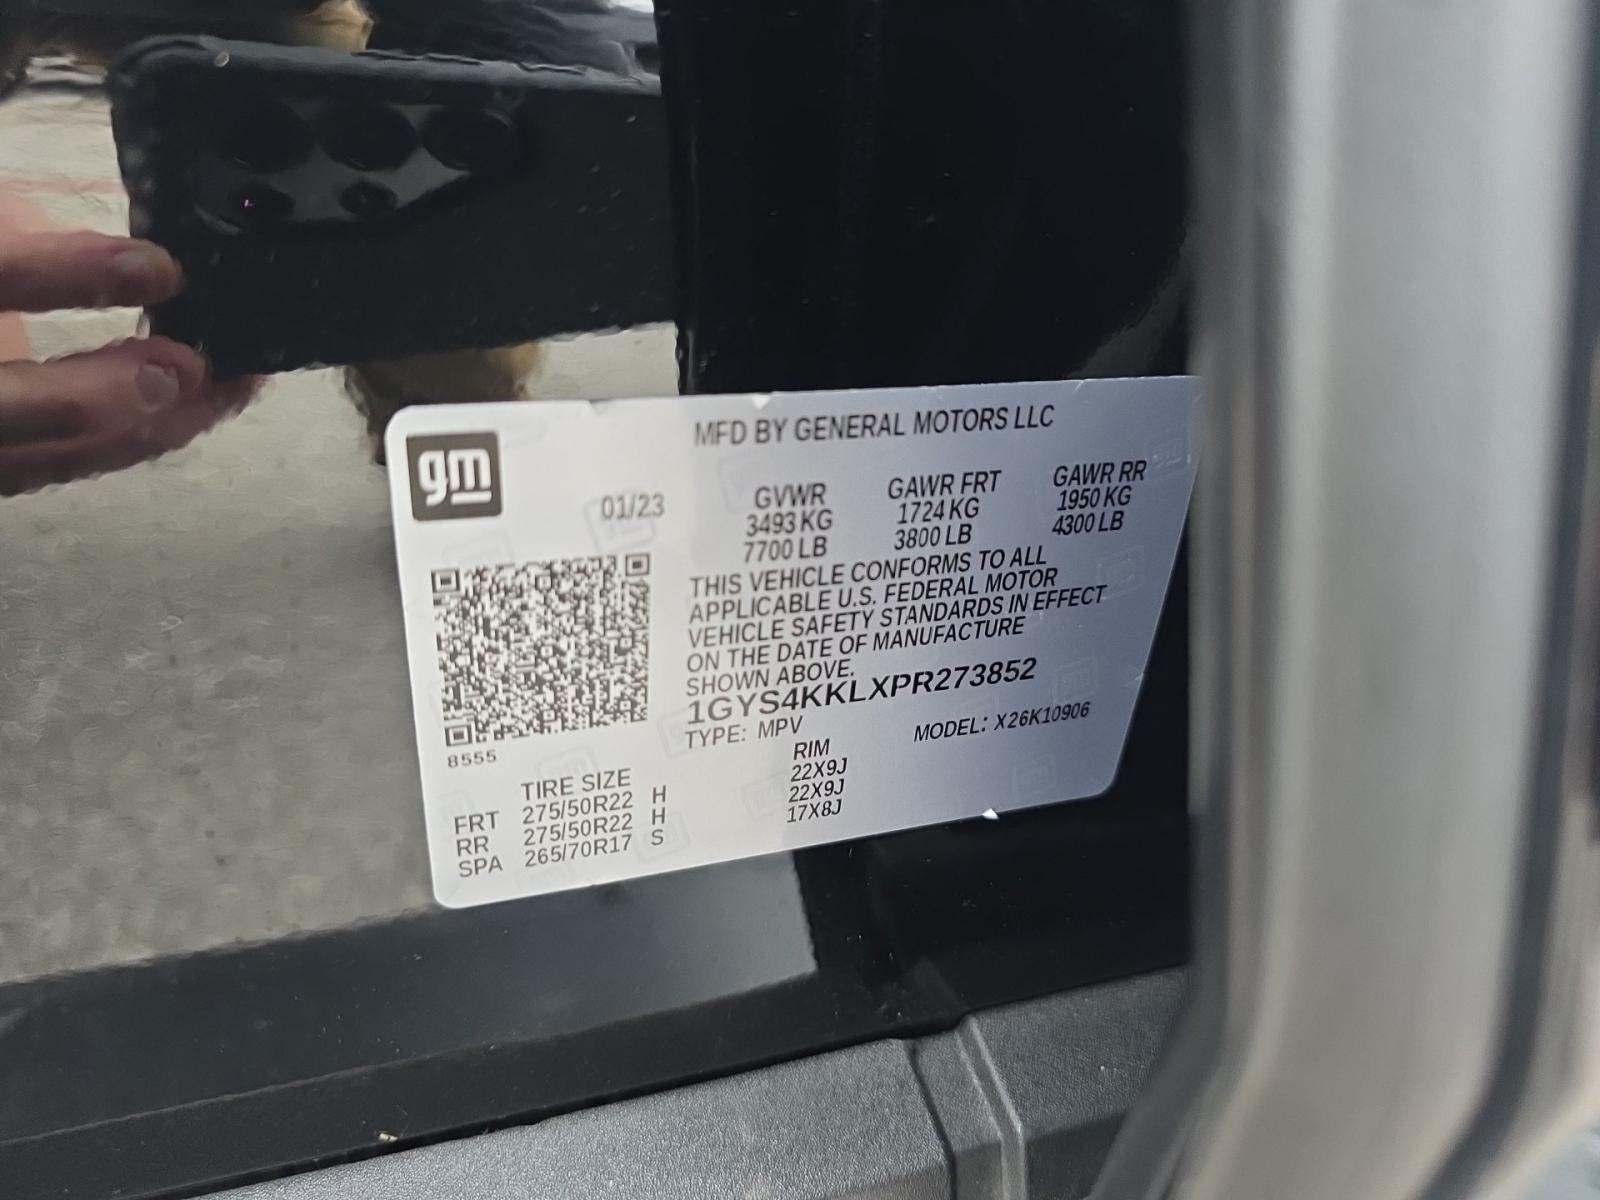 gm
MFD BY GENERAL MOTORS LLC
01/23
GVWR GAWR FRT GAWR RR
3493 KG 1724 KG 1950 KG
7700 LB 3800 LB 4300 LB
THIS VEHICLE CONFORMS TO ALL
APPLICABLE U.S. FEDERAL MOTOR
VEHICLE SAFETY STANDARDS IN EFFECT
ON THE DATE OF MANUFACTURE
SHOWN ABOVE.
1GYS4KKLXPR273852
TYPE: MPV MODEL: X26K10906
8555
TIRE SIZE RIM
FRT 275/50R22 H 22X9J
RR 275/50R22 H 22X9J
SPA 265/70R17 S 17X8J